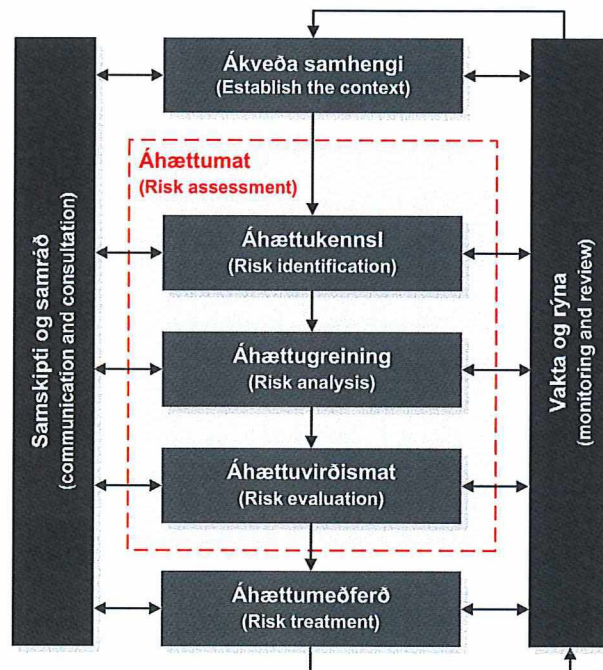 Ákveða samhengi
(Establish the context)
Áhættumat
(Risk assessment)
Áhættukennsl
(Risk identification)
Áhættugreining
(Risk analysis)
Áhættuvirðismat
(Risk evaluation)
Áhættumeðferð
(Risk treatment)
Samskipti og samráð
(communication and consultation)
Vakta og rýna
(monitoring and review)